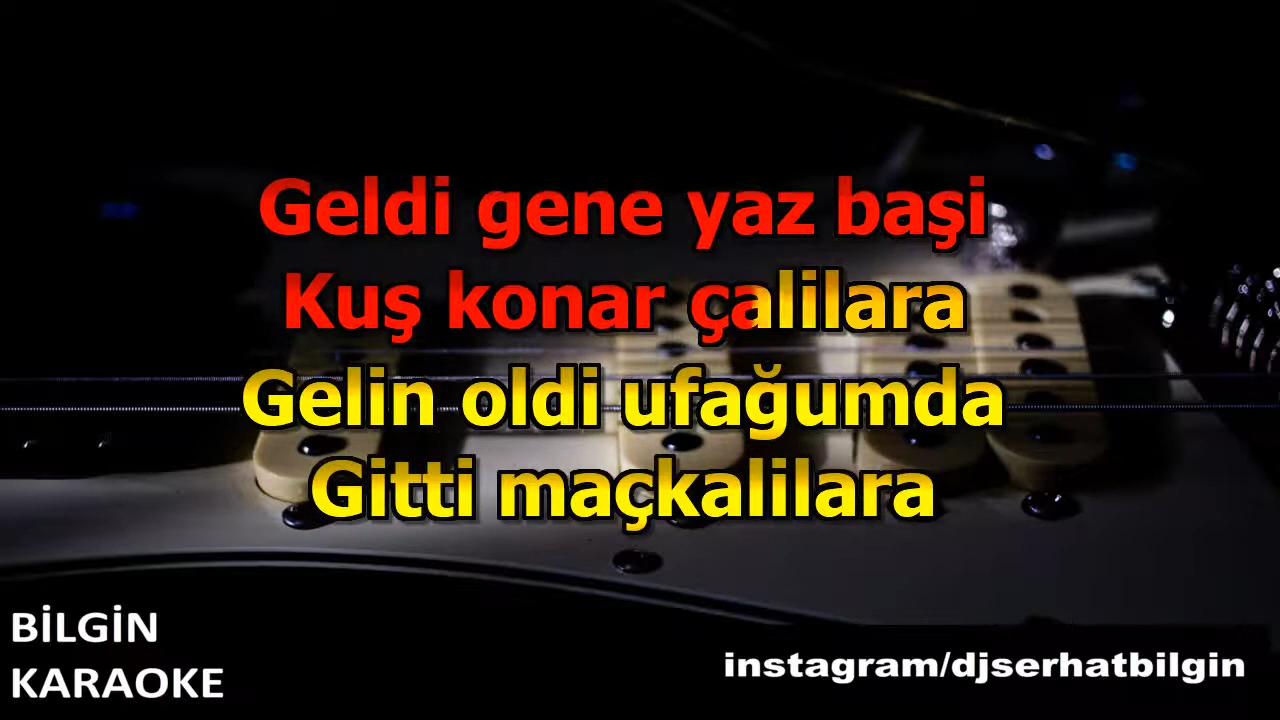 Geldi gene yaz başi
Kuş konar çalilara
Gelin oldi ufağumda
Gitti maçkalilara
BİLGİN
KARAOKE
instagram/djserhatbilgin